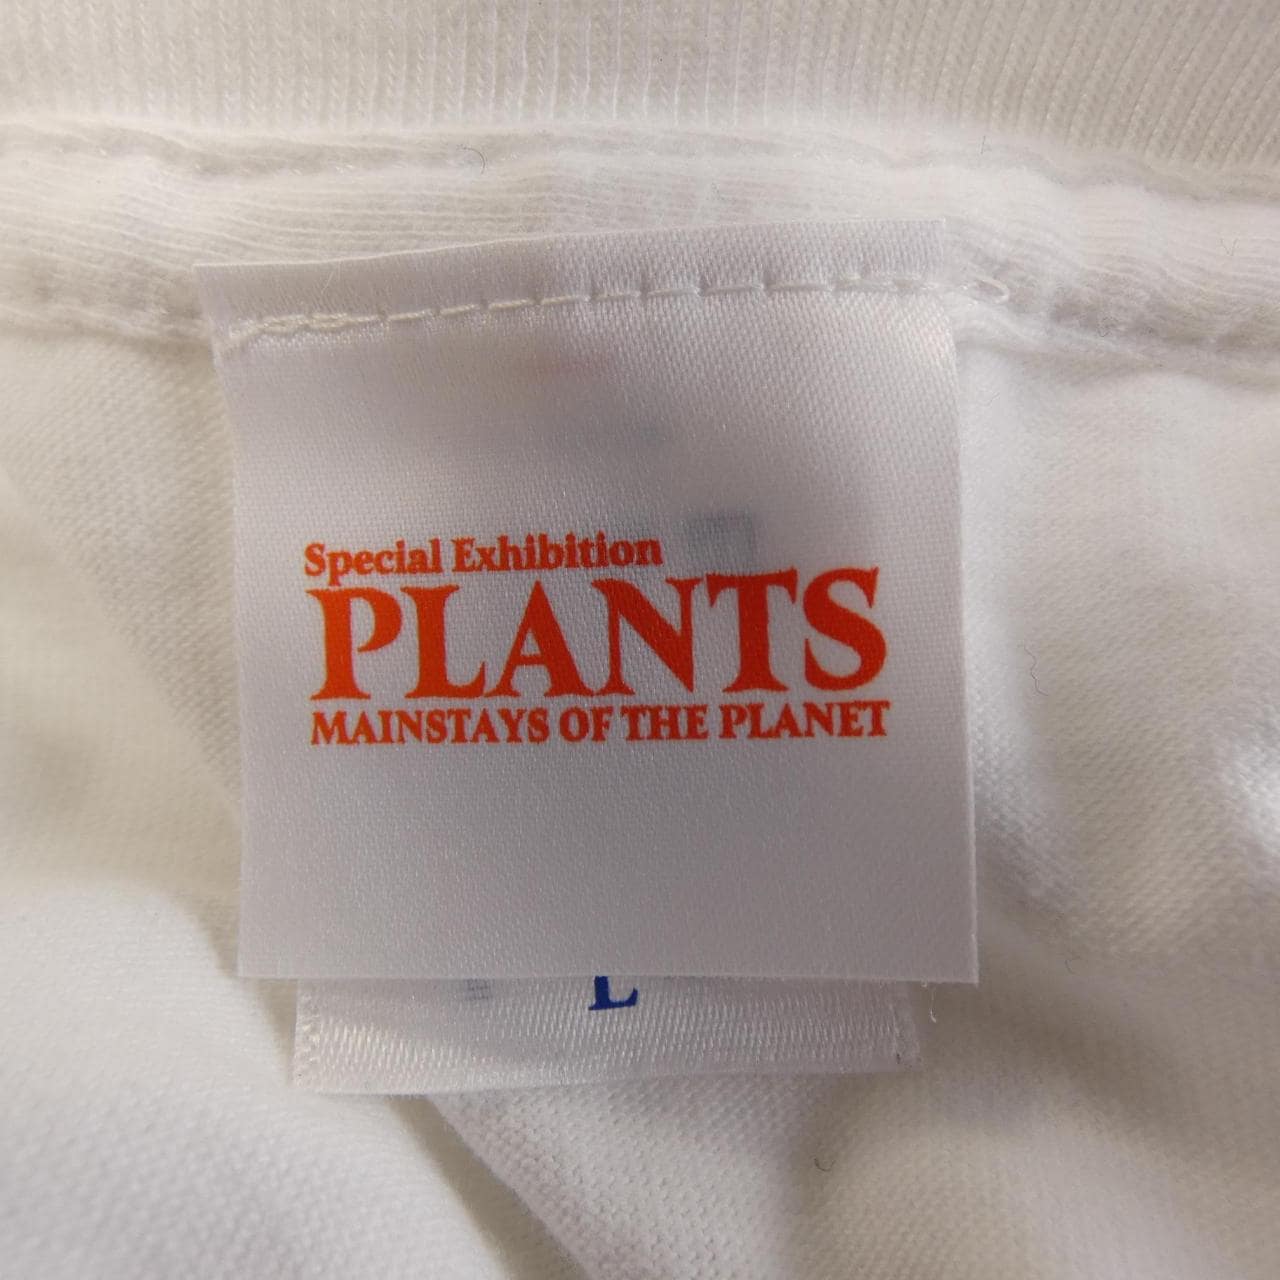 Special Exhibition
PLANTS
MAINSTAYS OF THE PLANET
L